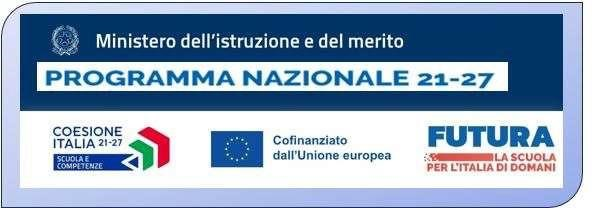 Ministero dell'istruzione e del merito
PROGRAMMA NAZIONALE 21-27
COESIONE
ITALIA 21-27
SCUOLA E
COMPETENZE
Cofinanziato
dall'Unione europea
FUTURA
LA SCUOLA
PER L'ITALIA DI DOMANI